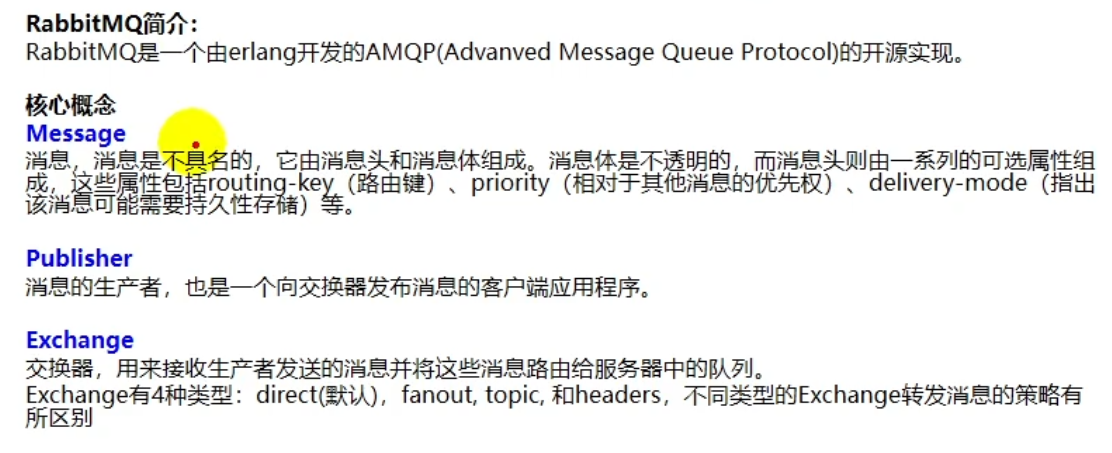 RabbitMQ简介：
RabbitMQ是一个由erlang开发的AMQP(Advanved Message Queue Protocol)的开源实现。
核心概念
Message
消息，消息是不具名的，它由消息头和消息体组成。消息体是不透明的，而消息头则由一系列的可选属性组
成，这些属性包括routing-key（路由键）、priority（相对于其他消息的优先权）、delivery-mode（指出
该消息可能需要持久性存储）等。
Publisher
消息的生产者，也是一个向交换器发布消息的客户端应用程序。
Exchange
交换器，用来接收生产者发送的消息并将这些消息路由给服务器中的队列。
Exchange有4种类型：direct(默认)，fanout, topic, 和headers，不同类型的Exchange转发消息的策略有
所区别